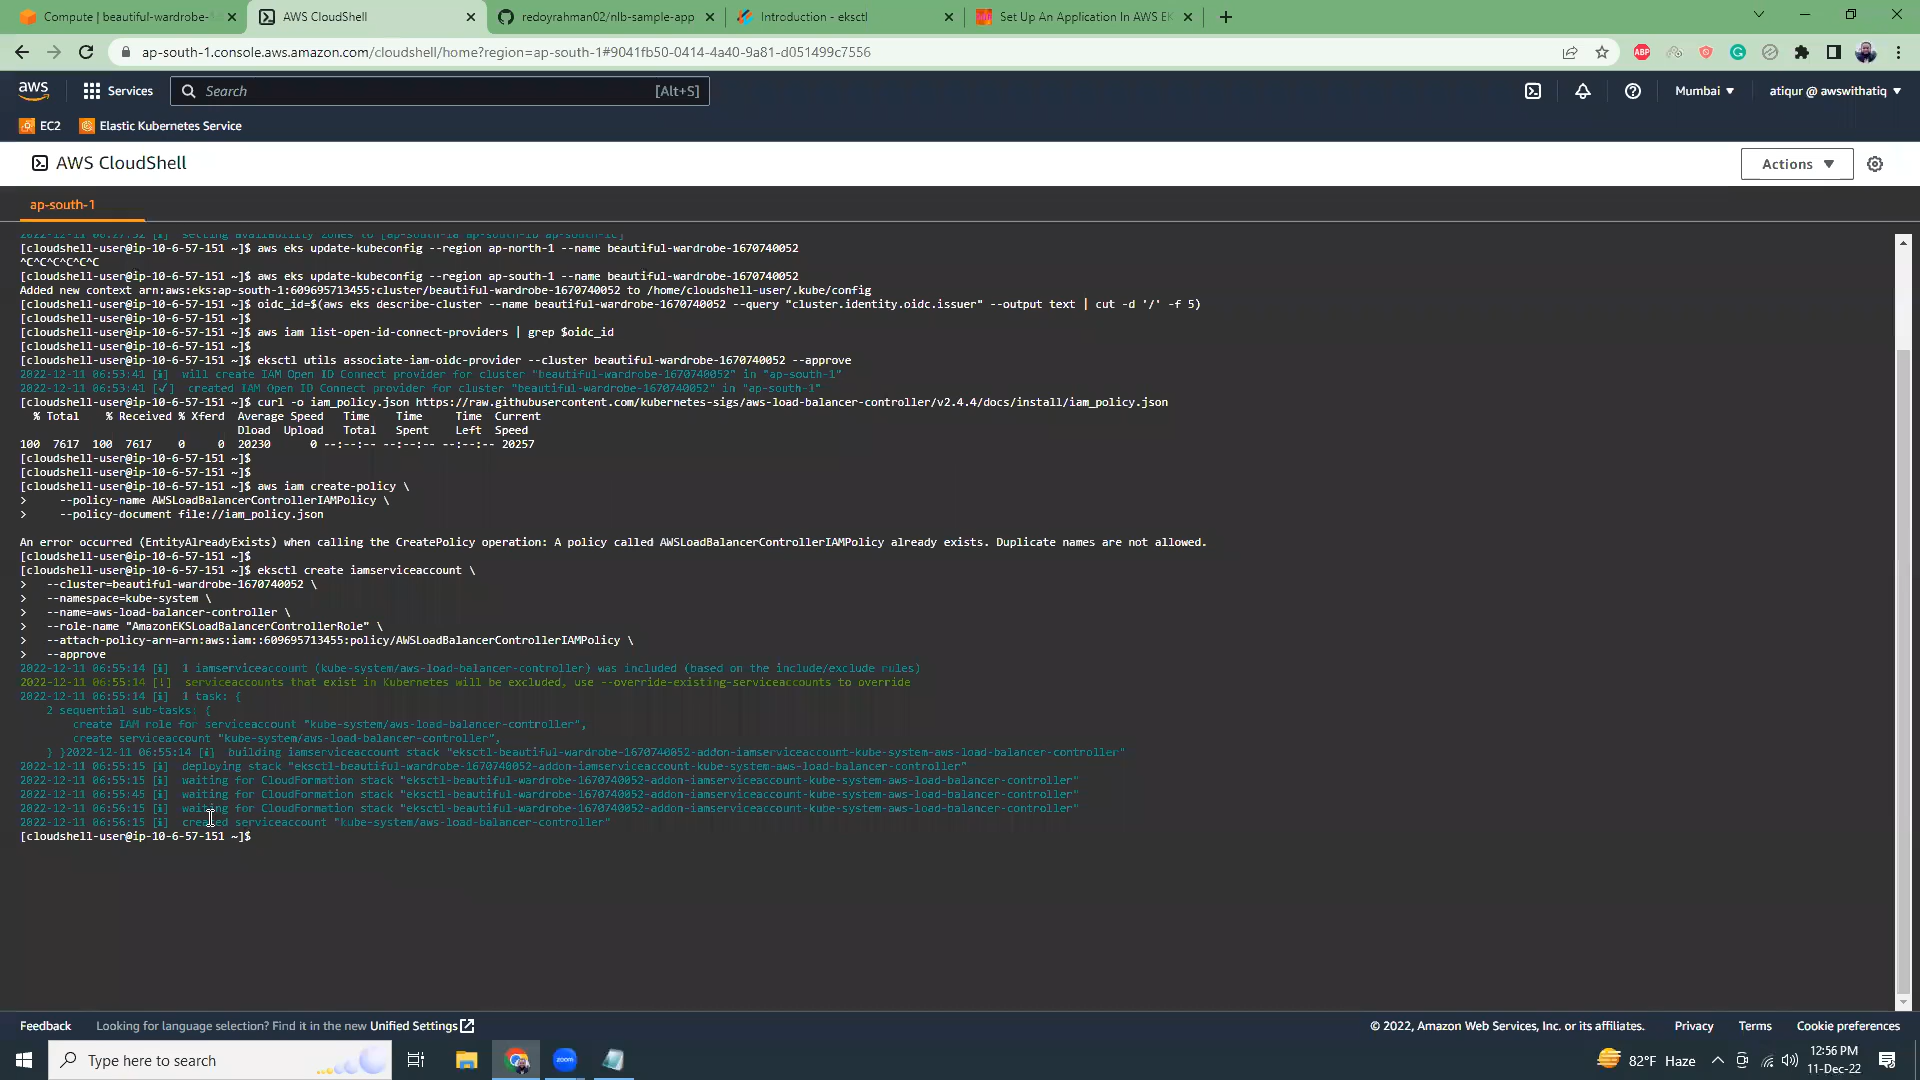 Compute | beautiful-wardrobe-
AWS CloudShell
redoyrahman02/nlb-sample-app
Introduction - eksctl
Set Up An Application In AWS EK
ap-south-1.console.aws.amazon.com/cloudshell/home?region=ap-south-1#9041fb50-0414-4a40-9a81-d051499c7556
ABP
aws
Services
Search
[Alt+S]
Mumbai ▼
atiqur @ awswithatiq ▼
EC2
Elastic Kubernetes Service
AWS CloudShell
Actions ▼
ap-south-1
2022-12-11 06:27:52 [ℹ]  setting availability zones to [ap-south-1a ap-south-1b ap-south-1c]
[cloudshell-user@ip-10-6-57-151 ~]$ aws eks update-kubeconfig --region ap-north-1 --name beautiful-wardrobe-1670740052
^C^C^C^C^C^C
[cloudshell-user@ip-10-6-57-151 ~]$ aws eks update-kubeconfig --region ap-south-1 --name beautiful-wardrobe-1670740052
Added new context arn:aws:eks:ap-south-1:609695713455:cluster/beautiful-wardrobe-1670740052 to /home/cloudshell-user/.kube/config
[cloudshell-user@ip-10-6-57-151 ~]$ oidc_id=$(aws eks describe-cluster --name beautiful-wardrobe-1670740052 --query "cluster.identity.oidc.issuer" --output text | cut -d '/' -f 5)
[cloudshell-user@ip-10-6-57-151 ~]$
[cloudshell-user@ip-10-6-57-151 ~]$ aws iam list-open-id-connect-providers | grep $oidc_id
[cloudshell-user@ip-10-6-57-151 ~]$
[cloudshell-user@ip-10-6-57-151 ~]$ eksctl utils associate-iam-oidc-provider --cluster beautiful-wardrobe-1670740052 --approve
2022-12-11 06:53:41 [ℹ]  will create IAM Open ID Connect provider for cluster "beautiful-wardrobe-1670740052" in "ap-south-1"
2022-12-11 06:53:41 [✓]  created IAM Open ID Connect provider for cluster "beautiful-wardrobe-1670740052" in "ap-south-1"
[cloudshell-user@ip-10-6-57-151 ~]$ curl -o iam_policy.json https://raw.githubusercontent.com/kubernetes-sigs/aws-load-balancer-controller/v2.4.4/docs/install/iam_policy.json
% Total    % Received % Xferd  Average Speed   Time    Time     Time  Current
Dload  Upload   Total   Spent    Left  Speed
100  7617  100  7617    0     0  20230      0 --:--:-- --:--:-- --:--:-- 20257
[cloudshell-user@ip-10-6-57-151 ~]$
[cloudshell-user@ip-10-6-57-151 ~]$
[cloudshell-user@ip-10-6-57-151 ~]$ aws iam create-policy \
>     --policy-name AWSLoadBalancerControllerIAMPolicy \
>     --policy-document file://iam_policy.json
An error occurred (EntityAlreadyExists) when calling the CreatePolicy operation: A policy called AWSLoadBalancerControllerIAMPolicy already exists. Duplicate names are not allowed.
[cloudshell-user@ip-10-6-57-151 ~]$
[cloudshell-user@ip-10-6-57-151 ~]$ eksctl create iamserviceaccount \
>   --cluster=beautiful-wardrobe-1670740052 \
>   --namespace=kube-system \
>   --name=aws-load-balancer-controller \
>   --role-name "AmazonEKSLoadBalancerControllerRole" \
>   --attach-policy-arn=arn:aws:iam::609695713455:policy/AWSLoadBalancerControllerIAMPolicy \
>   --approve
2022-12-11 06:55:14 [ℹ]  1 iamserviceaccount (kube-system/aws-load-balancer-controller) was included (based on the include/exclude rules)
2022-12-11 06:55:14 [!]  serviceaccounts that exist in Kubernetes will be excluded, use --override-existing-serviceaccounts to override
2022-12-11 06:55:14 [ℹ]  1 task: {
2 sequential sub-tasks: {
create IAM role for serviceaccount "kube-system/aws-load-balancer-controller",
create serviceaccount "kube-system/aws-load-balancer-controller",
} }2022-12-11 06:55:14 [ℹ]  building iamserviceaccount stack "eksctl-beautiful-wardrobe-1670740052-addon-iamserviceaccount-kube-system-aws-load-balancer-controller"
2022-12-11 06:55:15 [ℹ]  deploying stack "eksctl-beautiful-wardrobe-1670740052-addon-iamserviceaccount-kube-system-aws-load-balancer-controller"
2022-12-11 06:55:15 [ℹ]  waiting for CloudFormation stack "eksctl-beautiful-wardrobe-1670740052-addon-iamserviceaccount-kube-system-aws-load-balancer-controller"
2022-12-11 06:55:45 [ℹ]  waiting for CloudFormation stack "eksctl-beautiful-wardrobe-1670740052-addon-iamserviceaccount-kube-system-aws-load-balancer-controller"
2022-12-11 06:56:15 [ℹ]  waiting for CloudFormation stack "eksctl-beautiful-wardrobe-1670740052-addon-iamserviceaccount-kube-system-aws-load-balancer-controller"
2022-12-11 06:56:15 [ℹ]  created serviceaccount "kube-system/aws-load-balancer-controller"
[cloudshell-user@ip-10-6-57-151 ~]$
Feedback
Looking for language selection? Find it in the new Unified Settings
© 2022, Amazon Web Services, Inc. or its affiliates.
Privacy
Terms
Cookie preferences
Type here to search
zoom
82°F Haze
12:56 PM
11-Dec-22